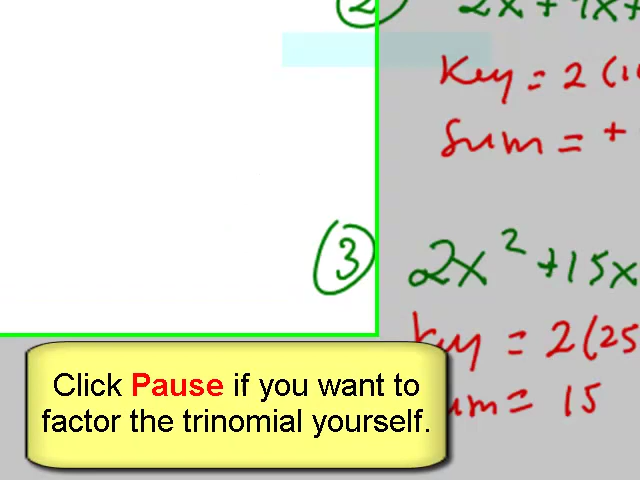 2
Key = 2 (1
Sum = +
3
2x² + 15x
Key = 2(25
um = 15
Click Pause if you want to
factor the trinomial yourself.